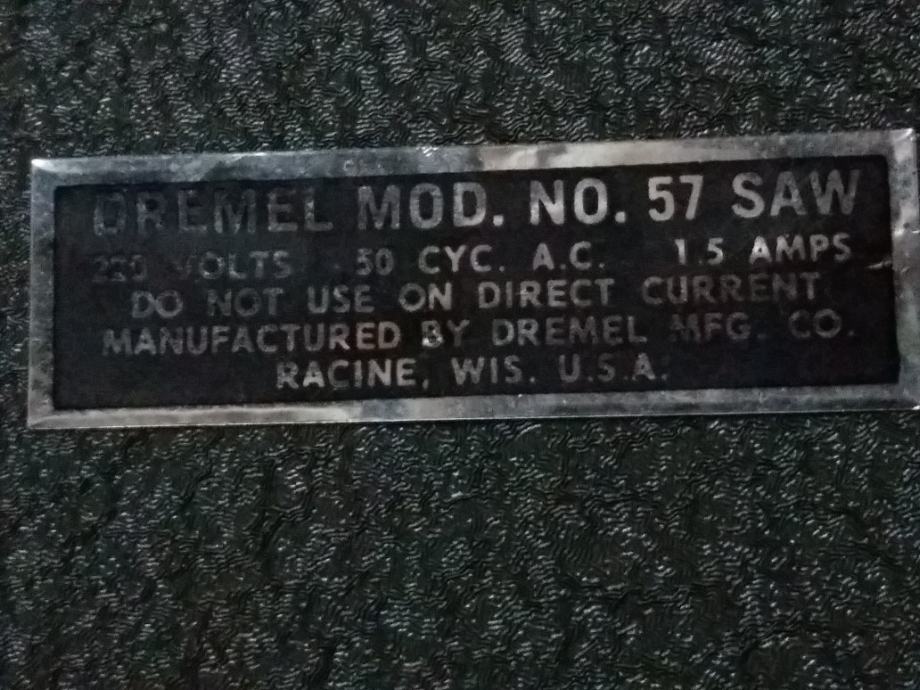 DREMEL MOD. NO. 57 SAW
220 VOLTS 50 CYC. A.C. 1.5 AMPS
DO NOT USE ON DIRECT CURRENT
MANUFACTURED BY DREMEL MFG. CO.
RACINE, WIS. U.S.A.